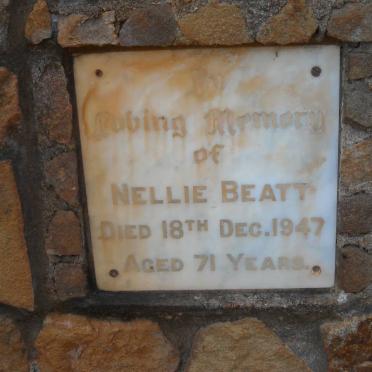 In
Loving Memory
of
NELLIE BEATT
DIED 18TH DEC. 1947
AGED 71 YEARS.